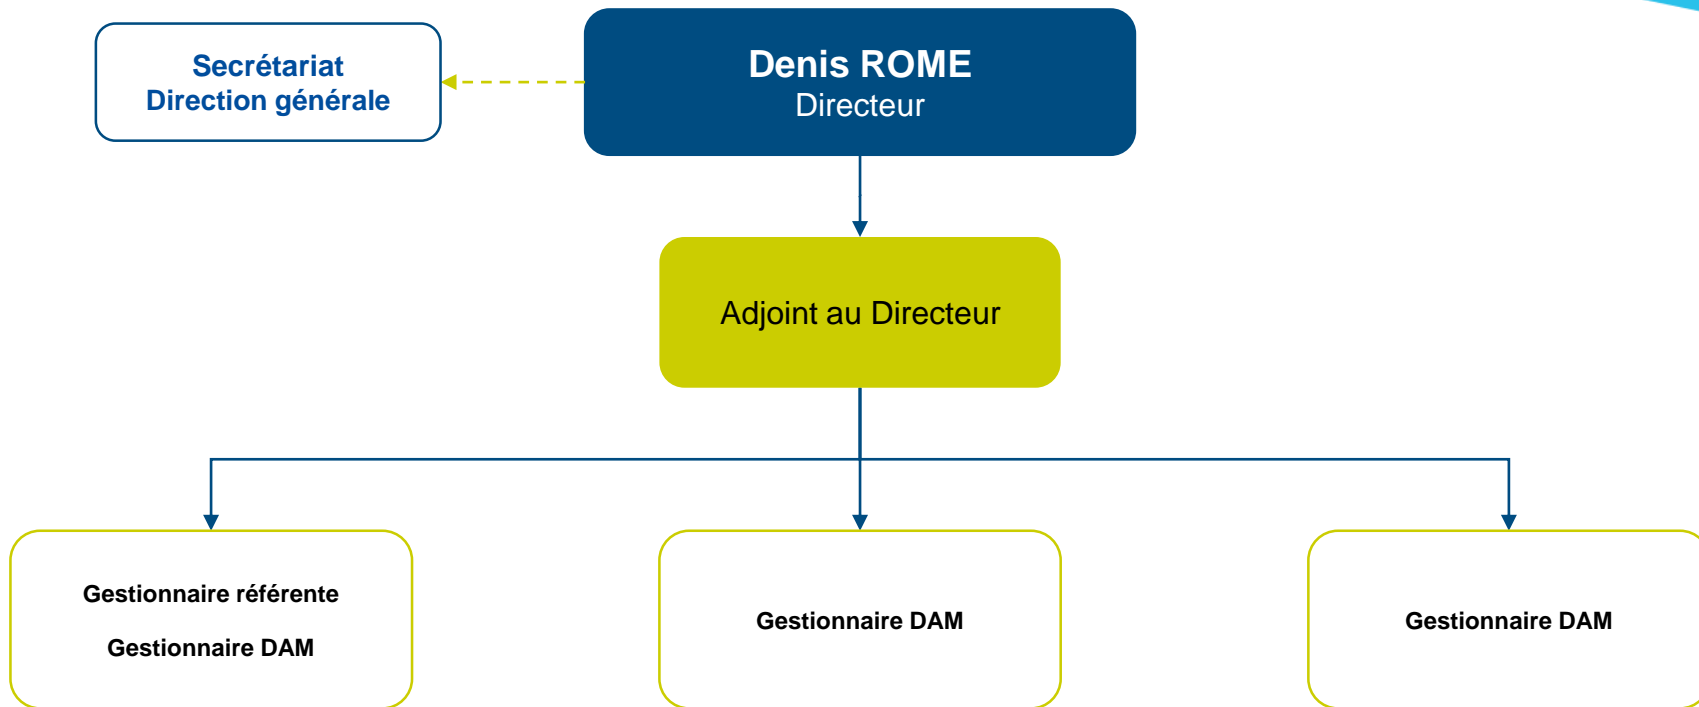 Secrétariat
Direction générale
Denis ROME
Directeur
Adjoint au Directeur
Gestionnaire référente
Gestionnaire DAM
Gestionnaire DAM
Gestionnaire DAM